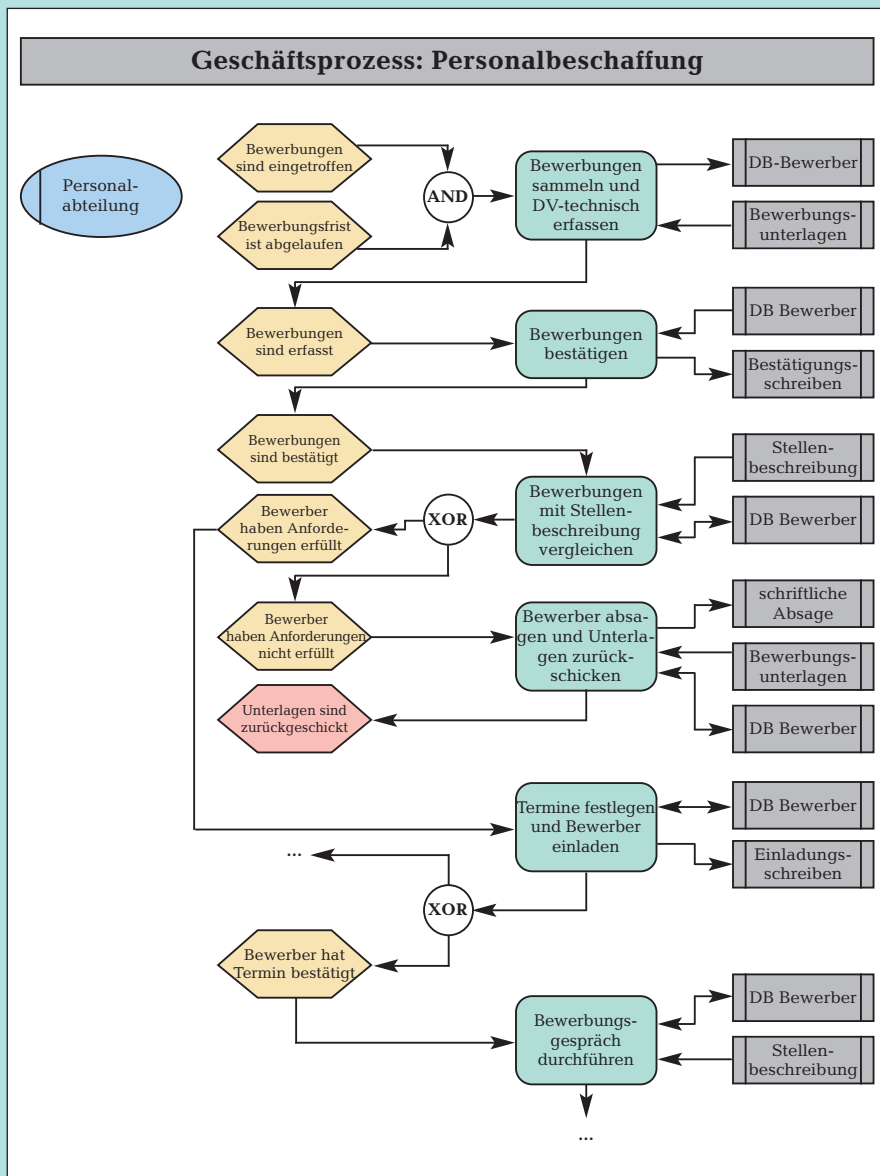 Geschäftsprozess: Personalbeschaffung
Personal-
abteilung
Bewerbungen
sind eingetroffen
Bewerbungsfrist
ist abgelaufen
AND
Bewerbungen
sammeln und
DV-technisch
erfassen
DB-Bewerber
Bewerbungs-
unterlagen
Bewerbungen
sind erfasst
Bewerbungen
bestätigen
DB Bewerber
Bestätigungs-
schreiben
Bewerbungen
sind bestätigt
Stellen-
beschreibung
Bewerber
haben Anforde-
rungen erfüllt
XOR
Bewerbungen
mit Stellen-
beschreibung
vergleichen
DB Bewerber
Bewerber
haben Anforderungen
nicht erfüllt
Bewerber absa-
gen und Unterla-
gen zurück-
schicken
schriftliche
Absage
Bewerbungs-
unterlagen
Unterlagen sind
zurückgeschickt
DB Bewerber
Termine festlegen
und Bewerber
einladen
DB Bewerber
Einladungs-
schreiben
...
XOR
Bewerber hat
Termin bestätigt
Bewerbungs-
gespräch
durchführen
DB Bewerber
Stellen-
beschreibung
...